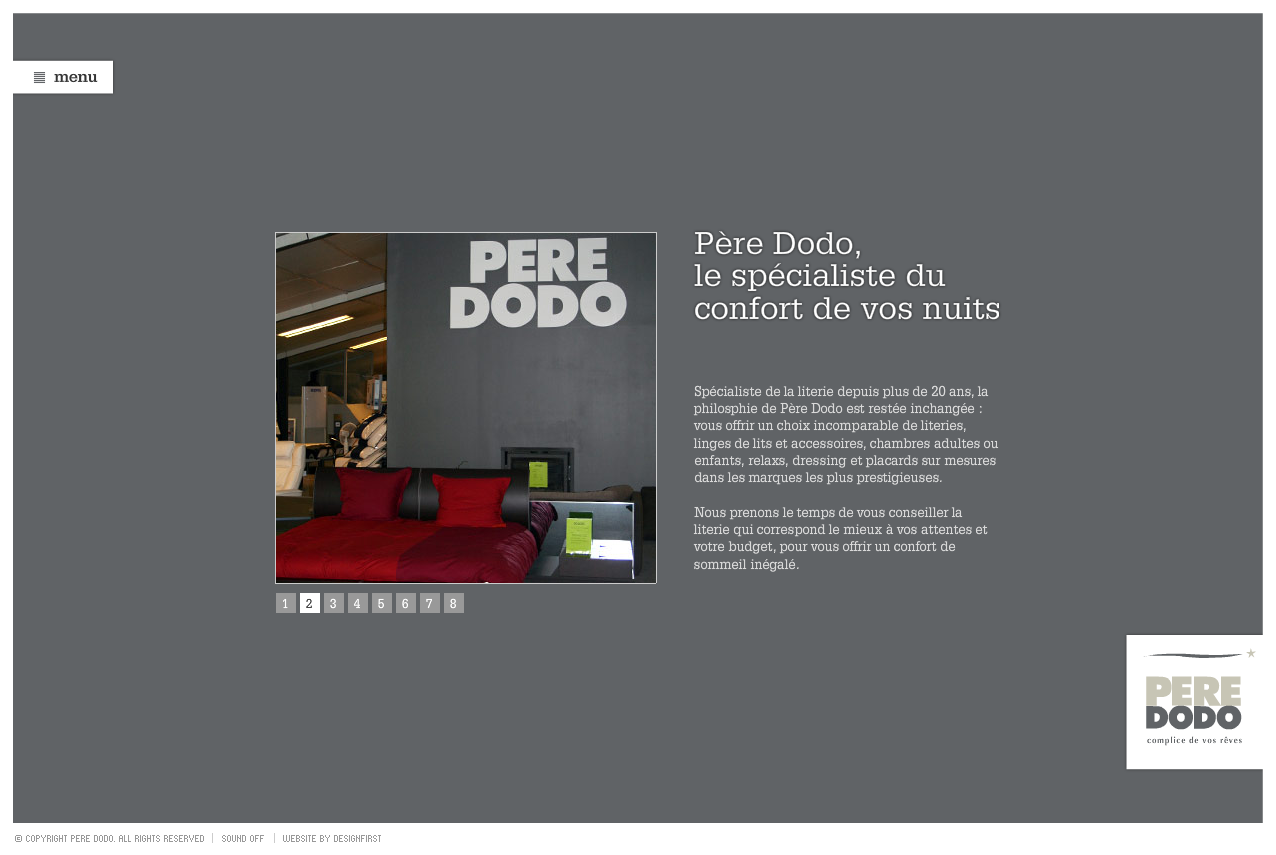 menu
PERE
DODO
Père Dodo,
le spécialiste du
confort de vos nuits
Spécialiste de la literie depuis plus de 20 ans, la
philosphie de Père Dodo est restée inchangée :
vous offrir un choix incomparable de literies,
linges de lits et accessoires, chambres adultes ou
enfants, relaxs, dressing et placards sur mesures
dans les marques les plus prestigieuses.
Nous prenons le temps de vous conseiller la
literie qui correspond le mieux à vos attentes et
votre budget, pour vous offrir un confort de
sommeil inégalé.
1 2 3 4 5 6 7 8
PERE
DODO
complice de vos rêves
© COPYRIGHT PERE DODO. ALL RIGHTS RESERVED | SOUND OFF | WEBSITE BY DESIGNFIRST